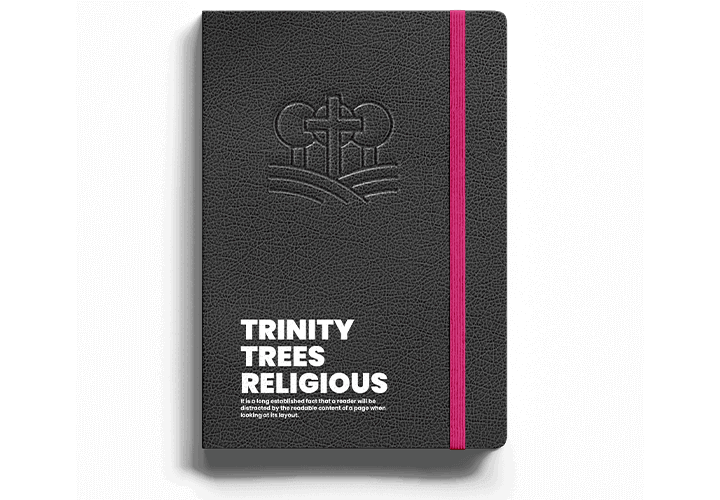 TRINITY
TREES
RELIGIOUS
It is a long established fact that a reader will be
distracted by the readable content of a page when
looking at its layout.